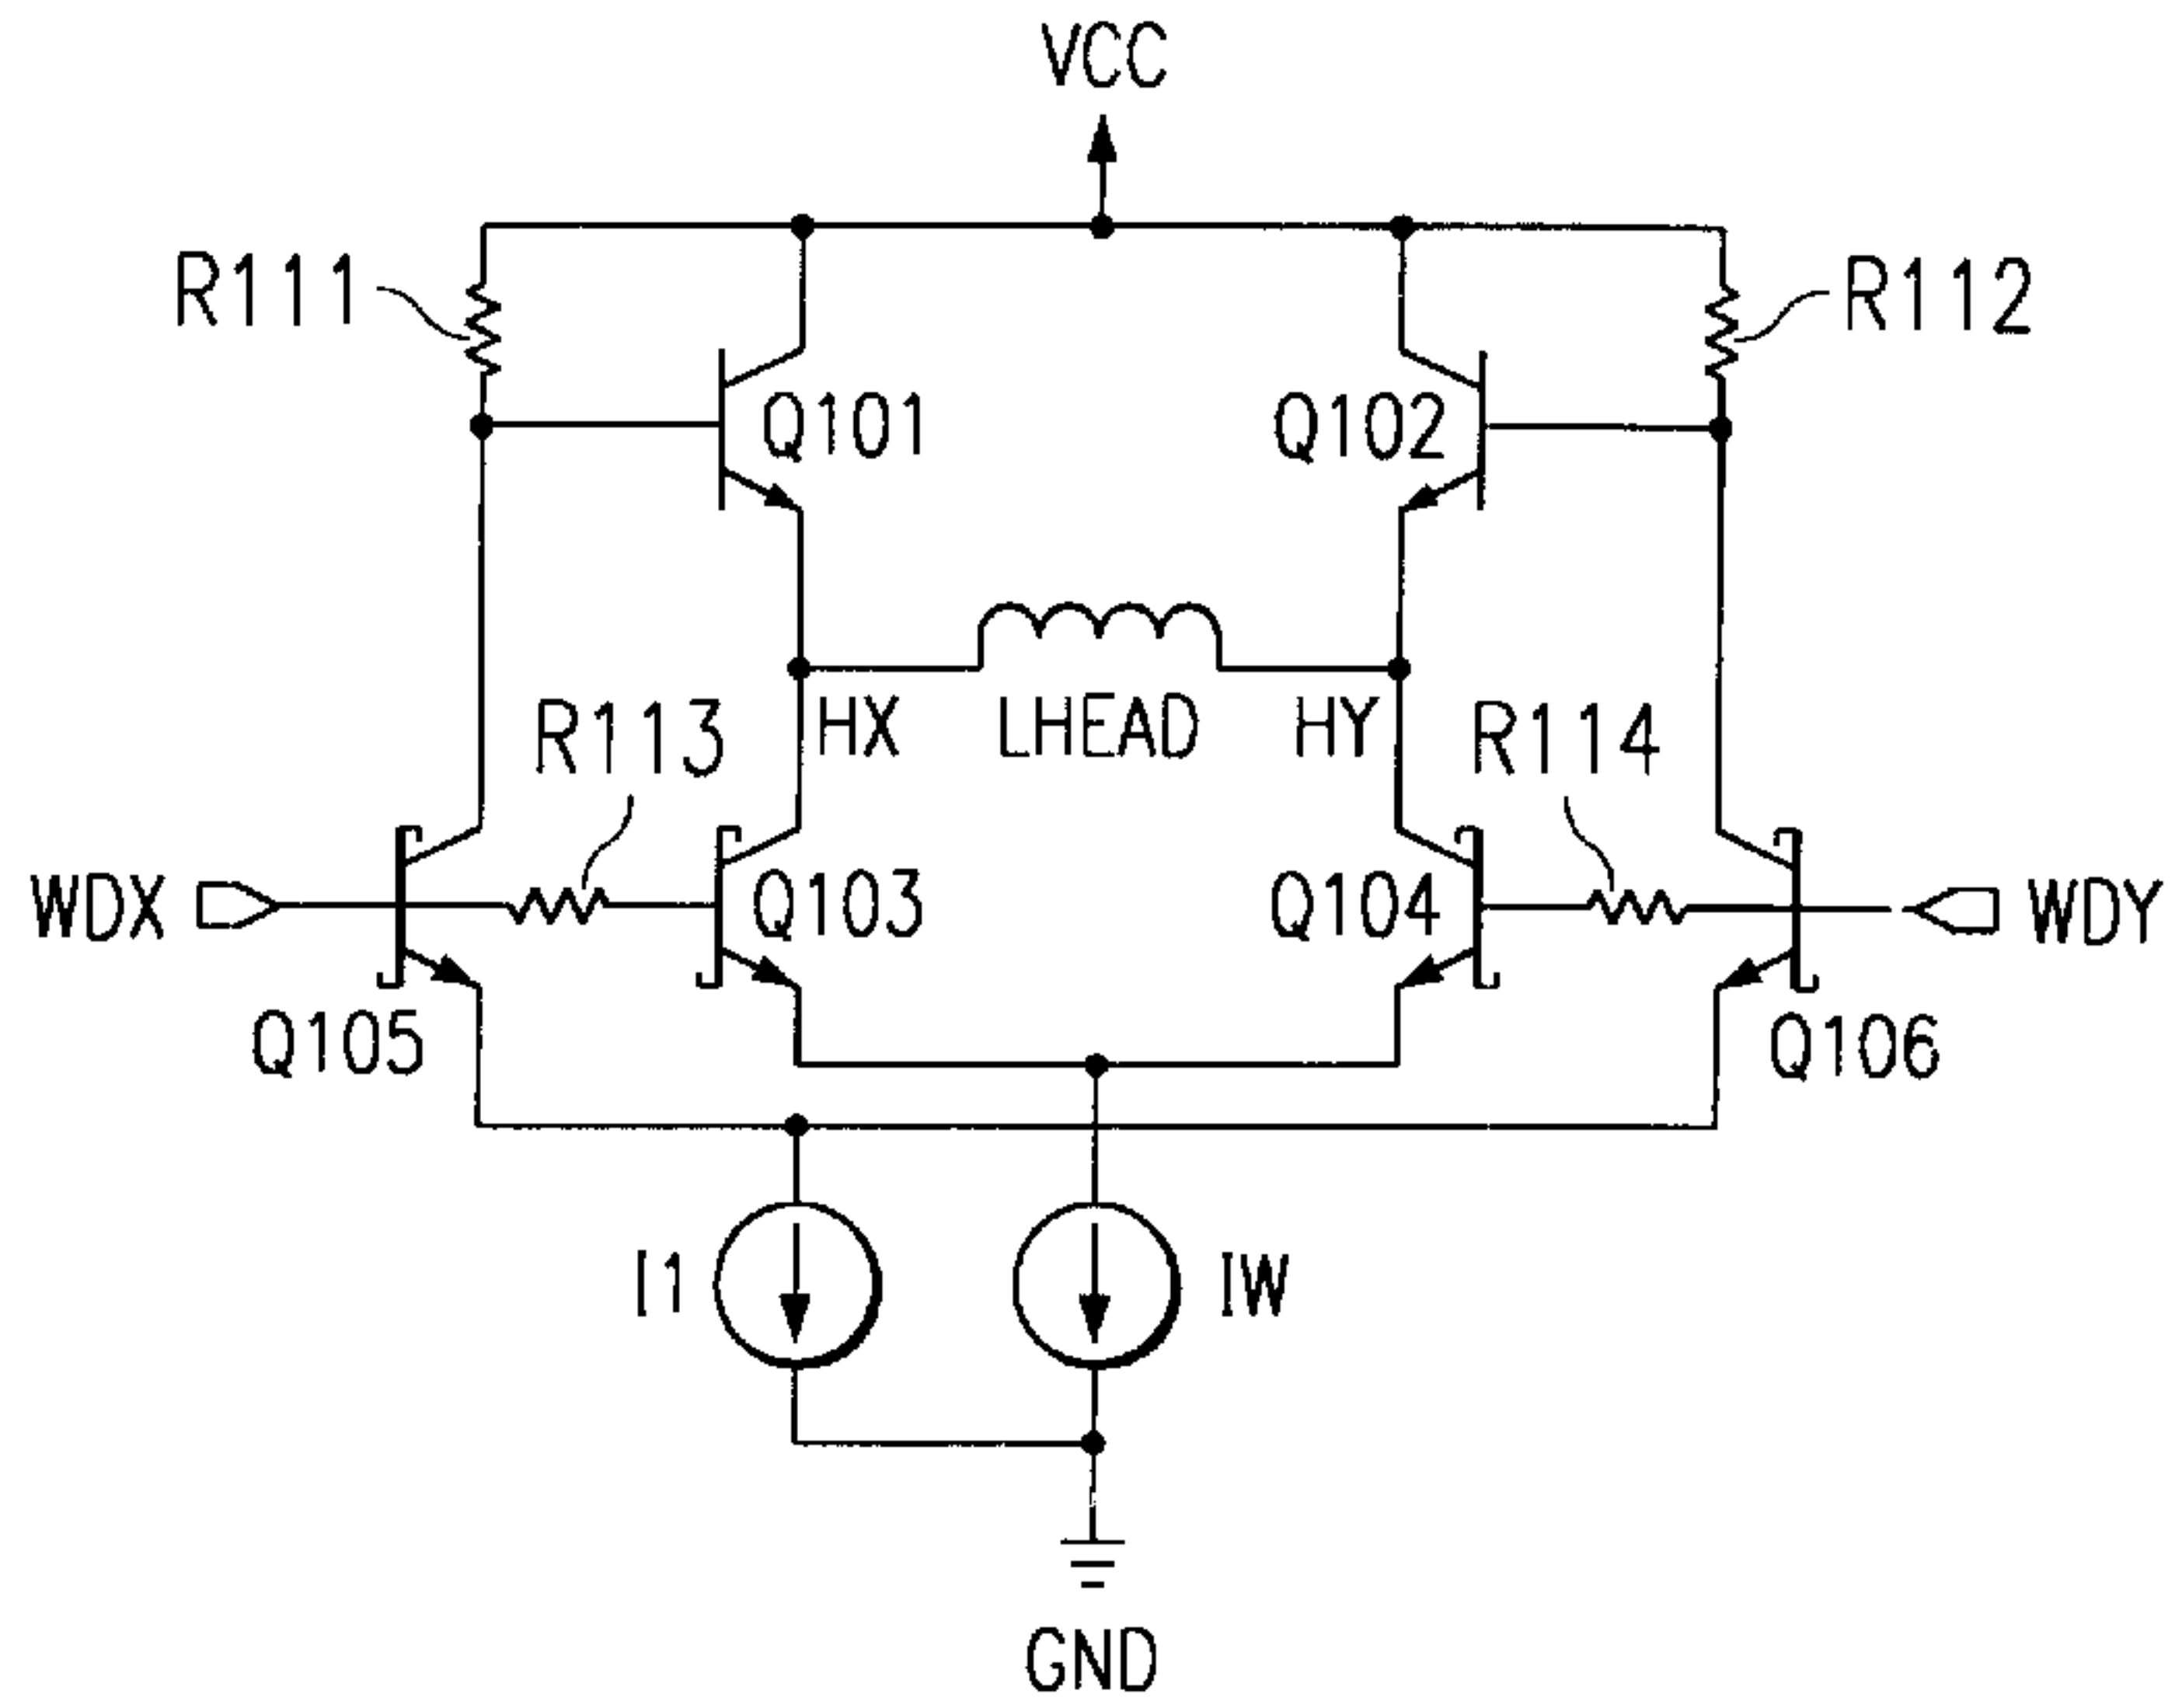 VCC
R111
R112
Q101
Q102
R113
HX
LHEAD
HY
R114
WDX
Q103
Q104
WDY
Q105
Q106
I1
IW
GND